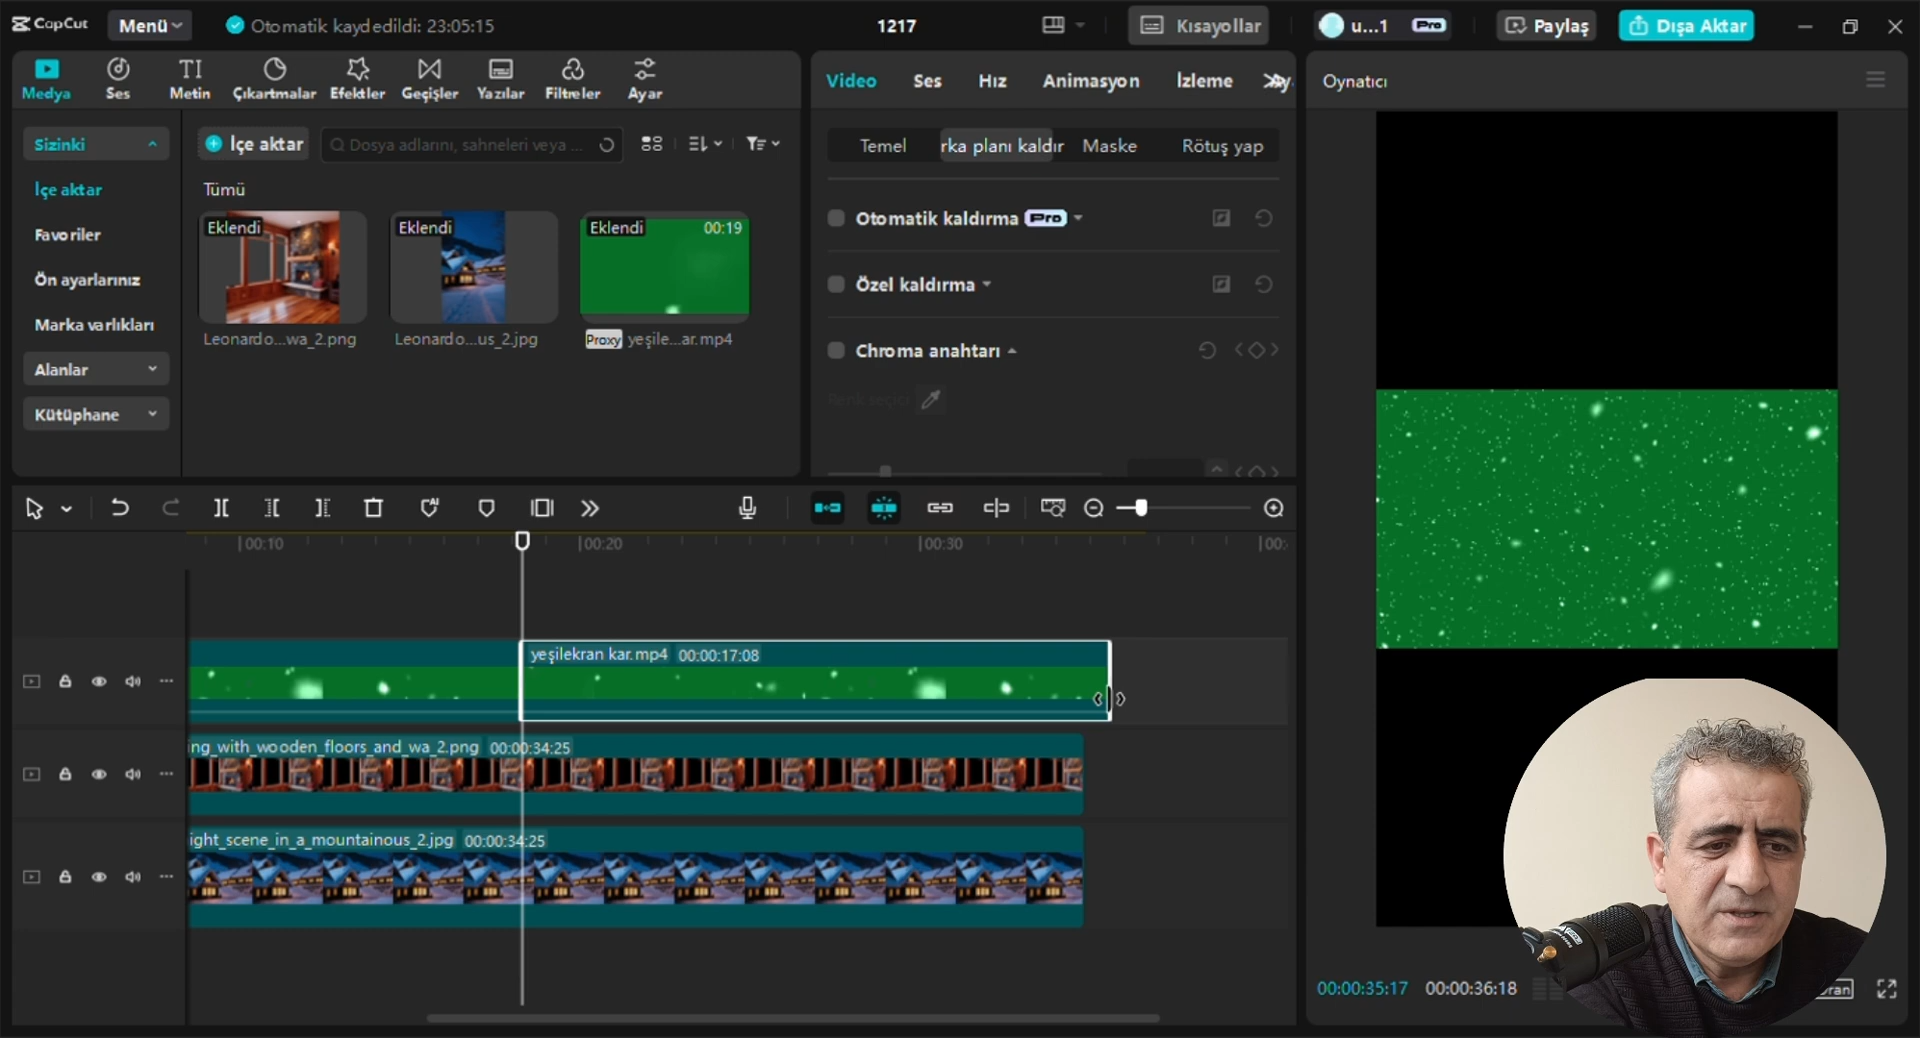 CapCut
Menü
Otomatik kaydedildi: 23:05:15
1217
Kısayollar
u...1
Pro
Paylaş
Dışa Aktar
Medya
Ses
Metin
Çıkartmalar
Efektler
Geçişler
Yazılar
Filtreler
Ayar
Video
Ses
Hız
Animasyon
İzleme
Ay
Oynatıcı
Sizinki
İçe aktar
Dosya adlarını, sahneleri veya ...
Temel
rka planı kaldır
Maske
Rötuş yap
İçe aktar
Tümü
Favoriler
Ön ayarlarınız
Marka varlıkları
Alanlar
Kütüphane
Eklendi
Eklendi
Eklendi
00:19
Leonardo...wa_2.png
Leonardo...us_2.jpg
Proxy yeşile...ar.mp4
Otomatik kaldırma Pro
Özel kaldırma
Chroma anahtarı
Renk seçici
00:10
00:20
00:30
00:
yeşilekran kar.mp4 00:00:17:08
ing_with_wooden_floors_and_wa_2.png 00:00:34:25
ight_scene_in_a_mountainous_2.jpg 00:00:34:25
00:00:35:17
00:00:36:18